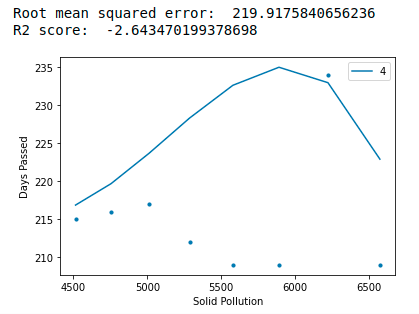 Root mean squared error:  219.9175840656236
R2 score:  -2.643470199378698
4
235
230
225
220
215
210
Days Passed
4500 5000 5500 6000 6500
Solid Pollution